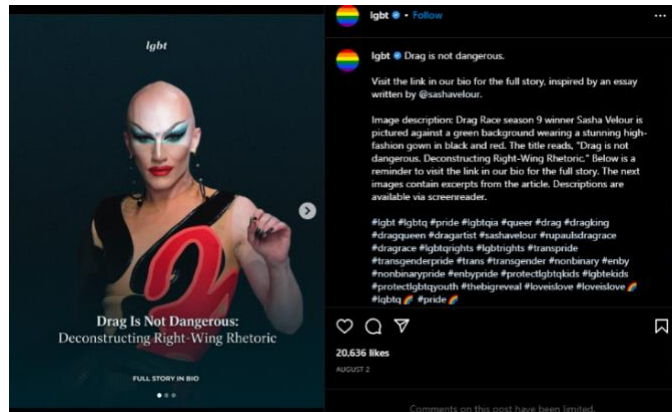 lgbt
Drag Is Not Dangerous:
Deconstructing Right-Wing Rhetoric
FULL STORY IN BIO
lgbt • Follow
lgbt Drag is not dangerous.
Visit the link in our bio for the full story, inspired by an essay
written by @sashavelour.
Image description: Drag Race season 9 winner Sasha Velour is
pictured against a green background wearing a stunning high-
fashion gown in black and red. The title reads, "Drag is not
dangerous. Deconstructing Right-Wing Rhetoric." Below is a
reminder to visit the link in our bio for the full story. The next
images contain excerpts from the article. Descriptions are
available via screenreader.
#lgbt #lgbtq #pride #lgbtqia #queer #drag #dragking
#dragqueen #dragartist #sashavelour #rupaulsdragrace
#dragrace #lgbtqrights #lgbtrights #transpride
#transgenderpride #trans #transgender #nonbinary #enby
#nonbinarypride #enbypride #protectlgbtqkids #lgbtekids
#protectlgbtqyouth #thebigreveal #loveislove #loveislove🌈
#lqbtq🌈 #pride🌈
20,636 likes
AUGUST 2
Comments on this post have been limited.